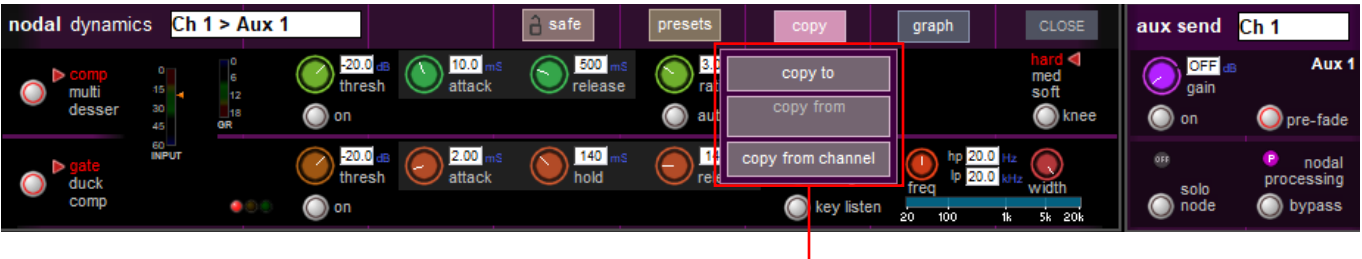 nodal dynamics Ch 1 > Aux 1 safe presets copy graph CLOSE aux send Ch 1
comp
multi
desser
0
15
30
45
60
INPUT
0
6
12
18
GR
-20.0 dB
thresh
on
10.0 mS
attack
500 mS
release
3.
auto
copy to
copy from
copy from channel
hard
med
soft
knee
OFF dB
gain
Aux 1
on
pre-fade
gate
duck
comp
-20.0 dB
thresh
on
2.00 mS
attack
140 mS
hold
14
rele
key listen
freq
hp 20.0 Hz
lp 20.0 kHz
width
20 100 1k 5k 20k
OFF
solo
node
P
nodal
processing
bypass